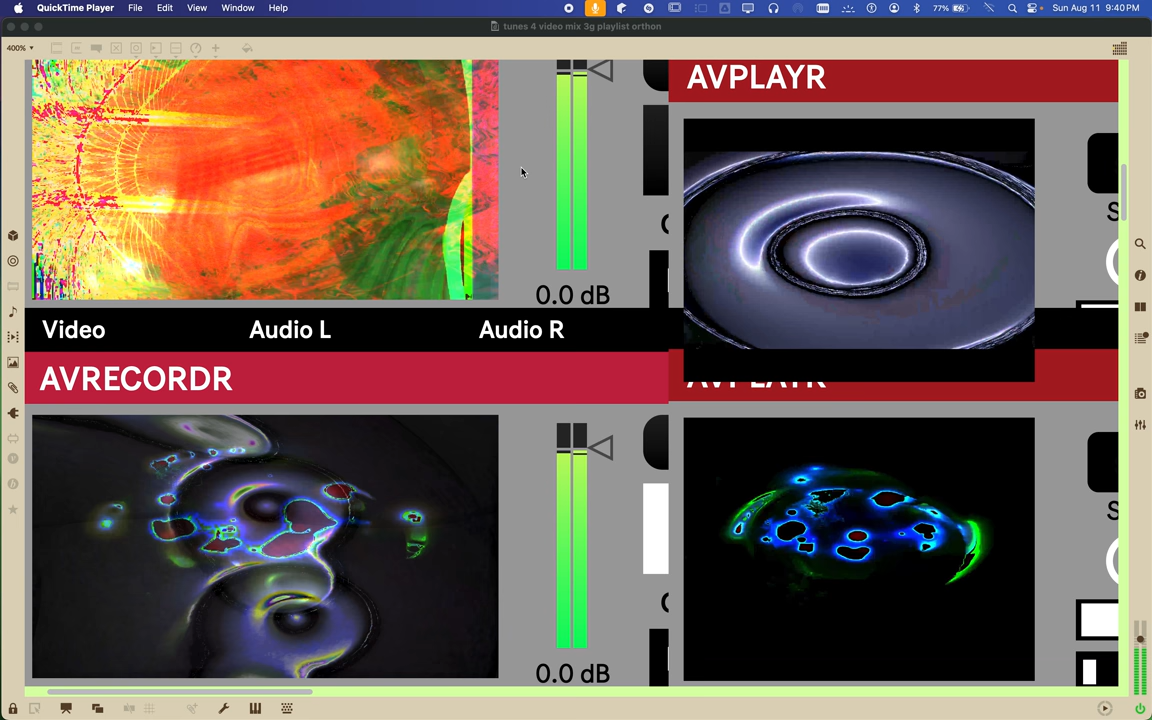 QuickTime Player File Edit View Window Help
77% Sun Aug 11 9:40 PM
tunes 4 video mix 3g playlist orthon
400%
AVPLAYR
S
0.0 dB
Video Audio L Audio R
AVRECORDR
S
0.0 dB